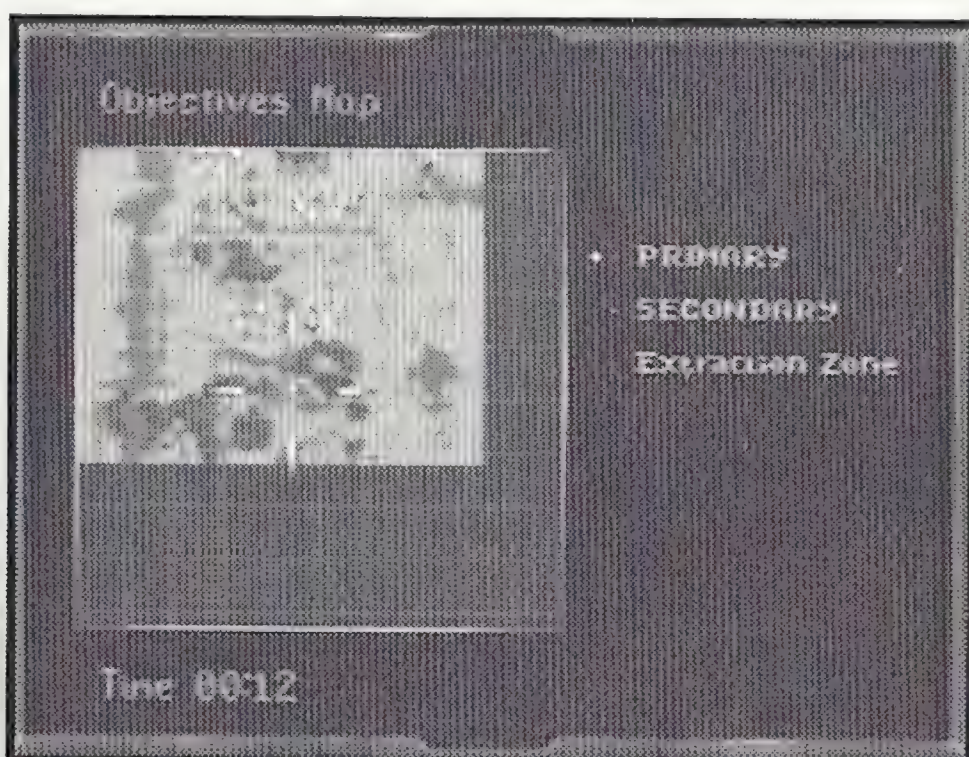 Objectives Map
PRIMARY
SECONDARY
Extraction Zone
Time 00:12